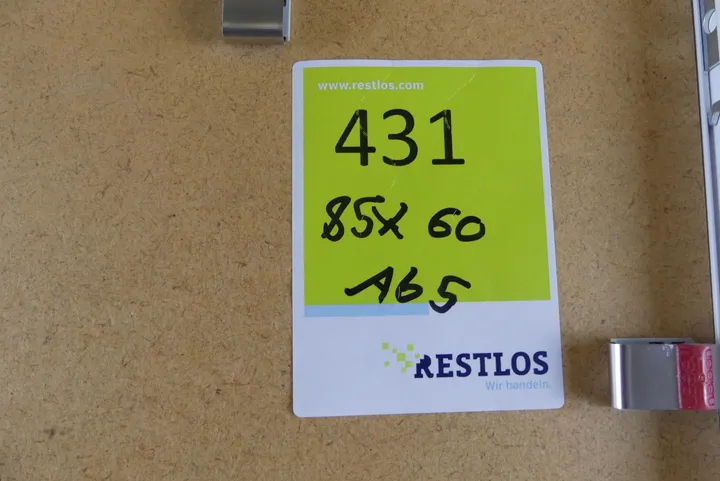 www.restlos.com
431
85X 60
165
RESTLOS
Wir handeln.